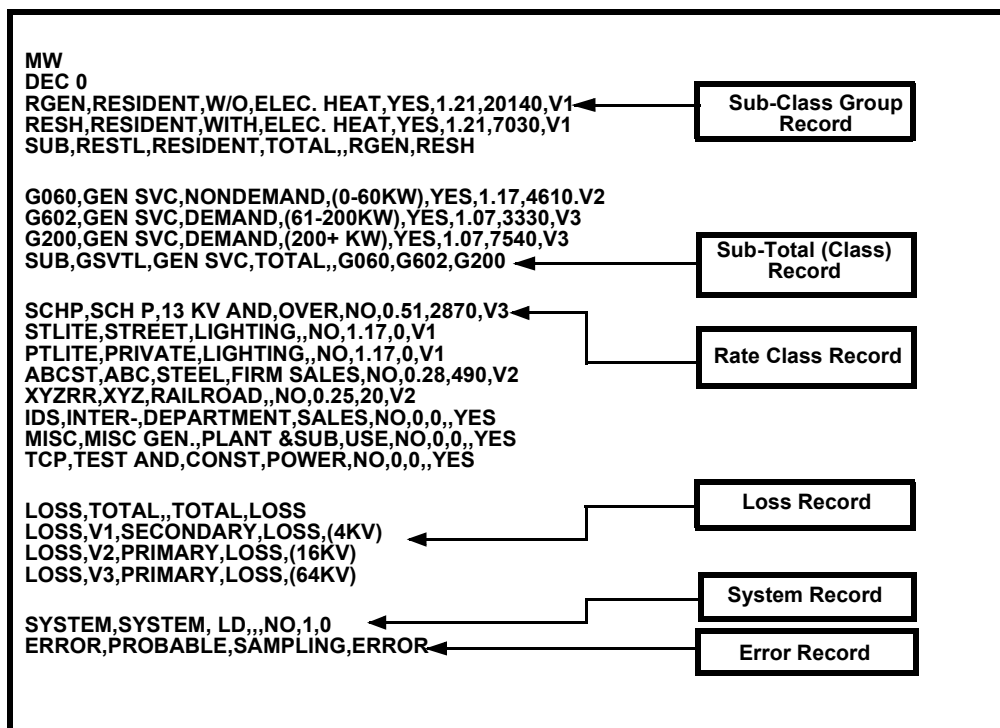 MW
DEC 0
RGEN,RESIDENT,W/O,ELEC. HEAT,YES,1.21,20140,V1
RESH,RESIDENT,WITH,ELEC. HEAT,YES,1.21,7030,V1
SUB,RESTL,RESIDENT,TOTAL,,RGEN,RESH
Sub-Class Group
Record
G060,GEN SVC,NONDEMAND,(0-60KW),YES,1.17,4610.V2
G602,GEN SVC,DEMAND,(61-200KW),YES,1.07,3330,V3
G200,GEN SVC,DEMAND,(200+ KW),YES,1.07,7540,V3
SUB,GSVTL,GEN SVC,TOTAL,,G060,G602,G200
Sub-Total (Class)
Record
SCHP,SCH P,13 KV AND,OVER,NO,0.51,2870,V3
STLITE,STREET,LIGHTING,,NO,1.17,0,V1
PTLITE,PRIVATE,LIGHTING,,NO,1.17,0,V1
ABCST,ABC,STEEL,FIRM SALES,NO,0.28,490,V2
XYZRR,XYZ,RAILROAD,,NO,0.25,20,V2
IDS,INTER-,DEPARTMENT,SALES,NO,0,0,,YES
MISC,MISC GEN.,PLANT &SUB,USE,NO,0,0,,YES
TCP,TEST AND,CONST,POWER,NO,0,0,,YES
Rate Class Record
LOSS,TOTAL,,TOTAL,LOSS
LOSS,V1,SECONDARY,LOSS,(4KV)
LOSS,V2,PRIMARY,LOSS,(16KV)
LOSS,V3,PRIMARY,LOSS,(64KV)
Loss Record
SYSTEM,SYSTEM, LD,,,NO,1,0
ERROR,PROBABLE,SAMPLING,ERROR
System Record
Error Record